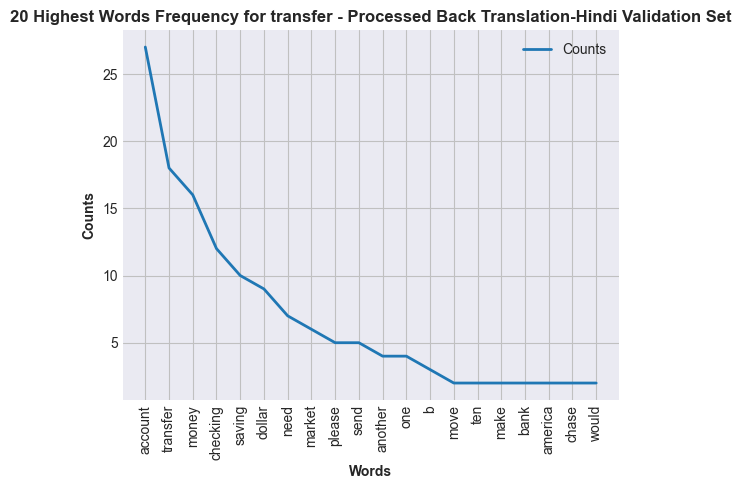 20 Highest Words Frequency for transfer - Processed Back Translation-Hindi Validation Set
Counts
Counts
25
20
15
10
5
account
transfer
money
checking
saving
dollar
need
market
please
send
another
one
b
move
ten
make
bank
america
chase
would
Words